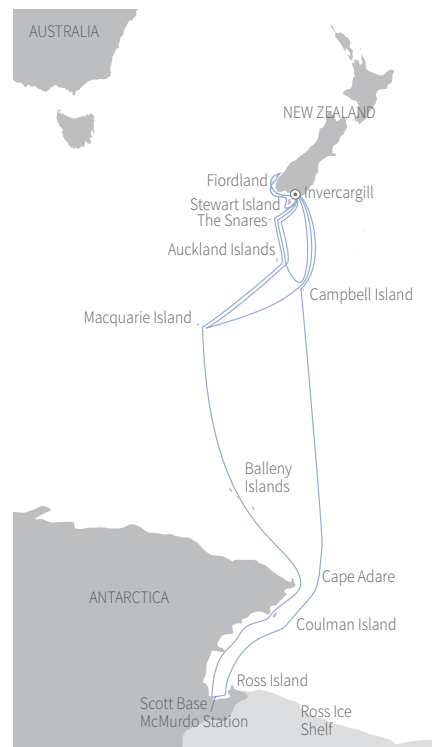 AUSTRALIA
NEW ZEALAND
Fiordland
Invercargill
Stewart Island
The Snares
Auckland Islands
Campbell Island
Macquarie Island
Balleny
Islands
Cape Adare
ANTARCTICA
Coulman Island
Ross Island
Scott Base
McMurdo Station
Ross Ice
Shelf